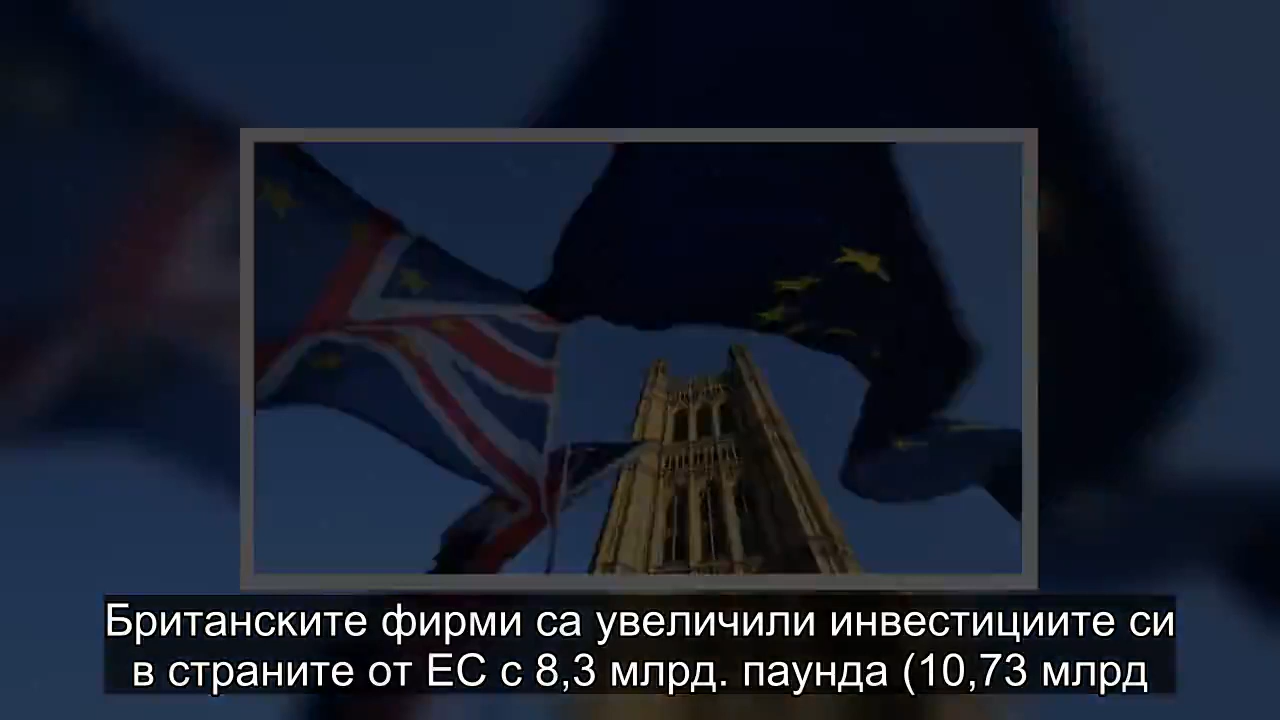 Британските фирми са увеличили инвестициите си
в страните от ЕС с 8,3 млрд. паунда (10,73 млрд